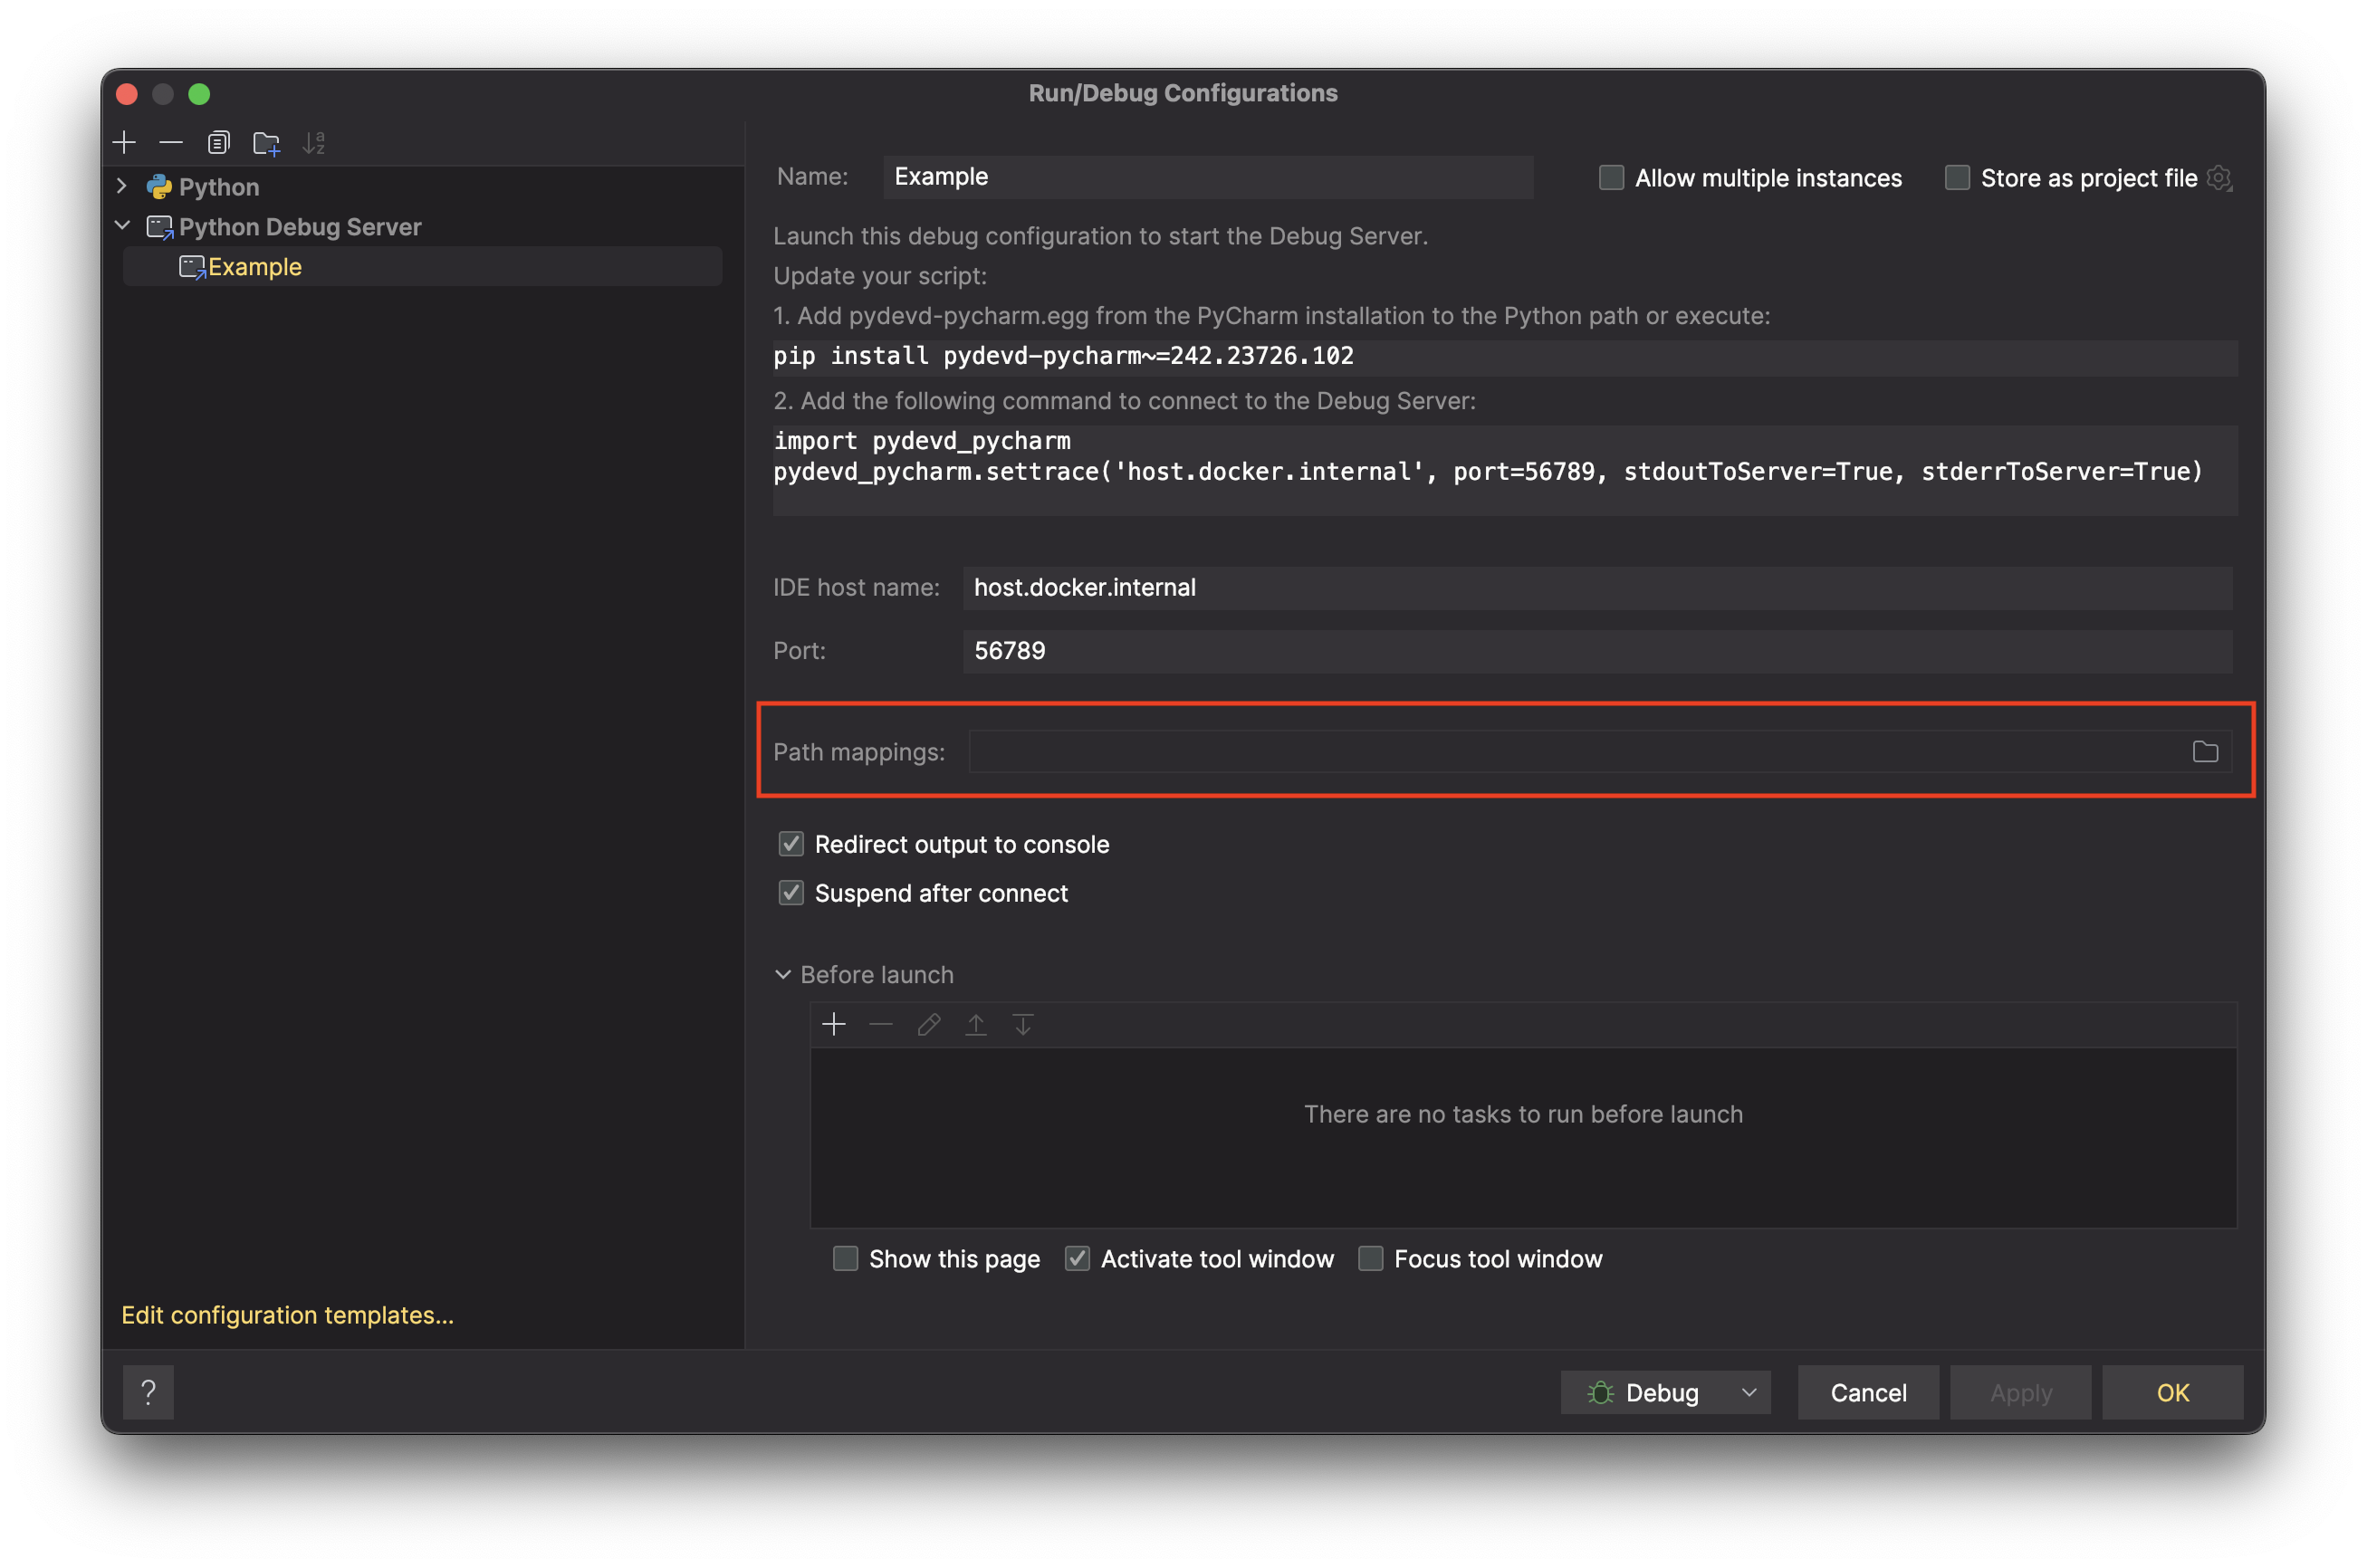 Run/Debug Configurations
Python
Python Debug Server
Example
Edit configuration templates...
Name: Example
Allow multiple instances
Store as project file
Launch this debug configuration to start the Debug Server.
Update your script:
1. Add pydevd-pycharm.egg from the PyCharm installation to the Python path or execute:
pip install pydevd-pycharm~=242.23726.102
2. Add the following command to connect to the Debug Server:
import pydevd_pycharm
pydevd_pycharm.settrace('host.docker.internal', port=56789, stdoutToServer=True, stderrToServer=True)
IDE host name: host.docker.internal
Port: 56789
Path mappings:
Redirect output to console
Suspend after connect
Before launch
There are no tasks to run before launch
Show this page
Activate tool window
Focus tool window
?
Debug
Cancel
Apply
OK